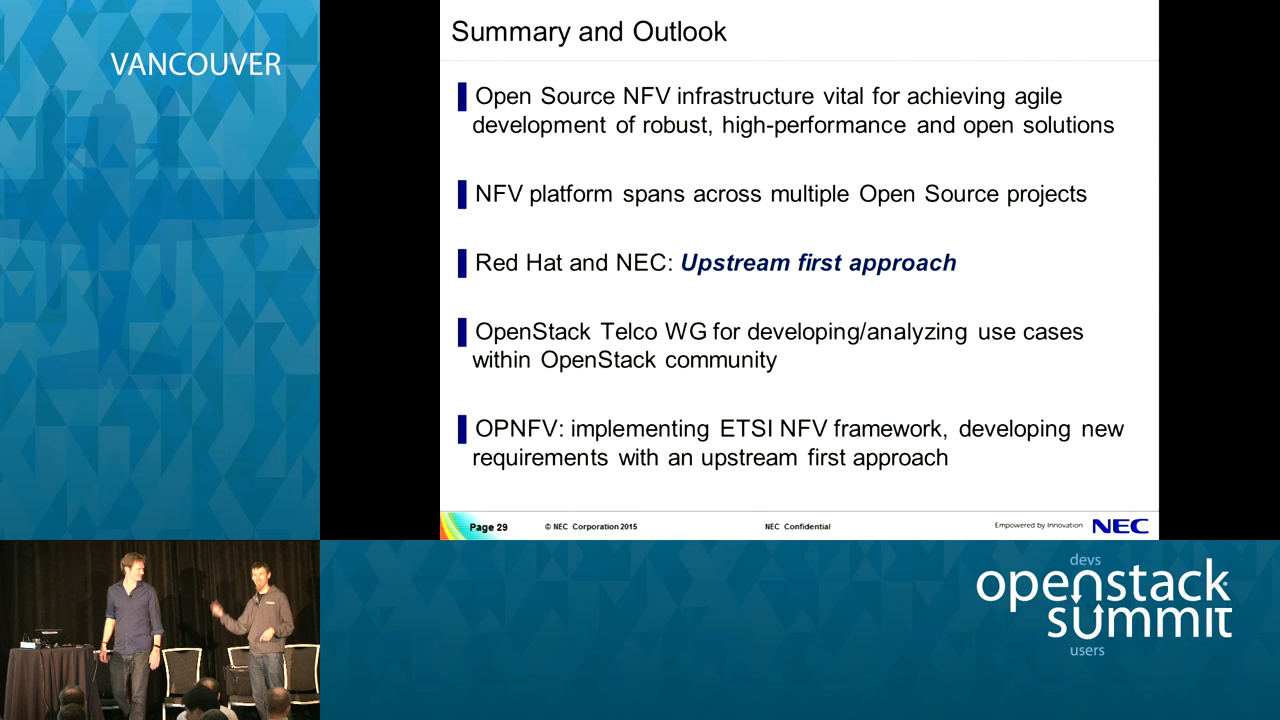 VANCOUVER
Summary and Outlook
Open Source NFV infrastructure vital for achieving agile
development of robust, high-performance and open solutions
NFV platform spans across multiple Open Source projects
Red Hat and NEC: Upstream first approach
OpenStack Telco WG for developing/analyzing use cases
within OpenStack community
OPNFV: implementing ETSI NFV framework, developing new
requirements with an upstream first approach
Page 29 © NEC Corporation 2015 NEC Confidential Empowered by Innovation NEC
devs
openstack
summit
users